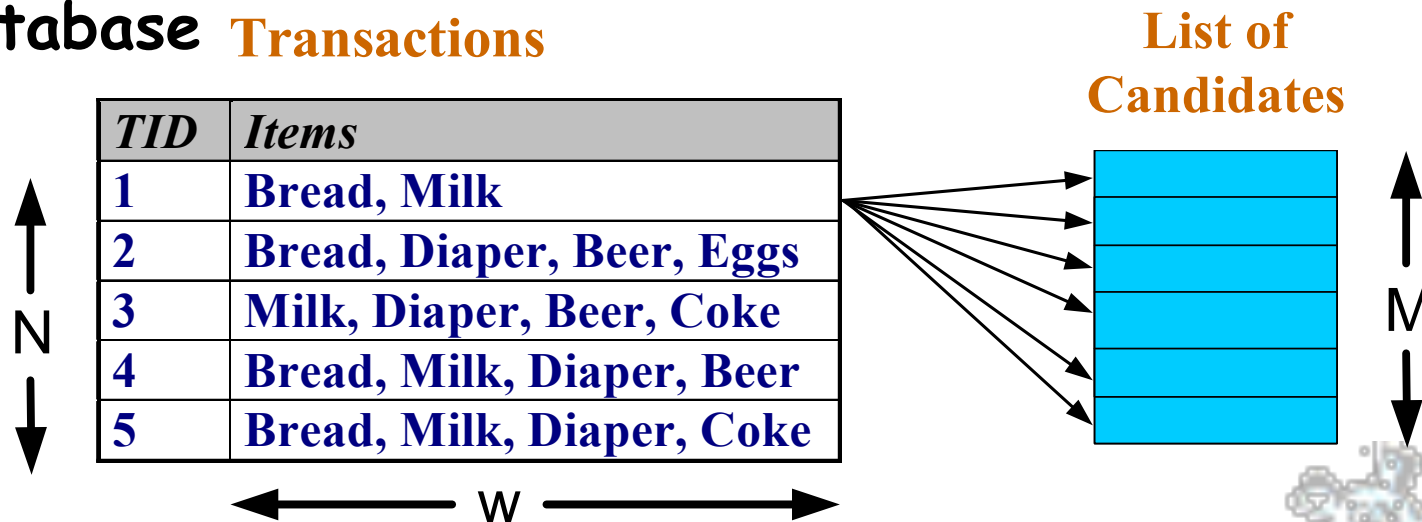 tabase Transactions
List of
Candidates
TID Items
1 Bread, Milk
2 Bread, Diaper, Beer, Eggs
3 Milk, Diaper, Beer, Coke
4 Bread, Milk, Diaper, Beer
5 Bread, Milk, Diaper, Coke
N
M
w